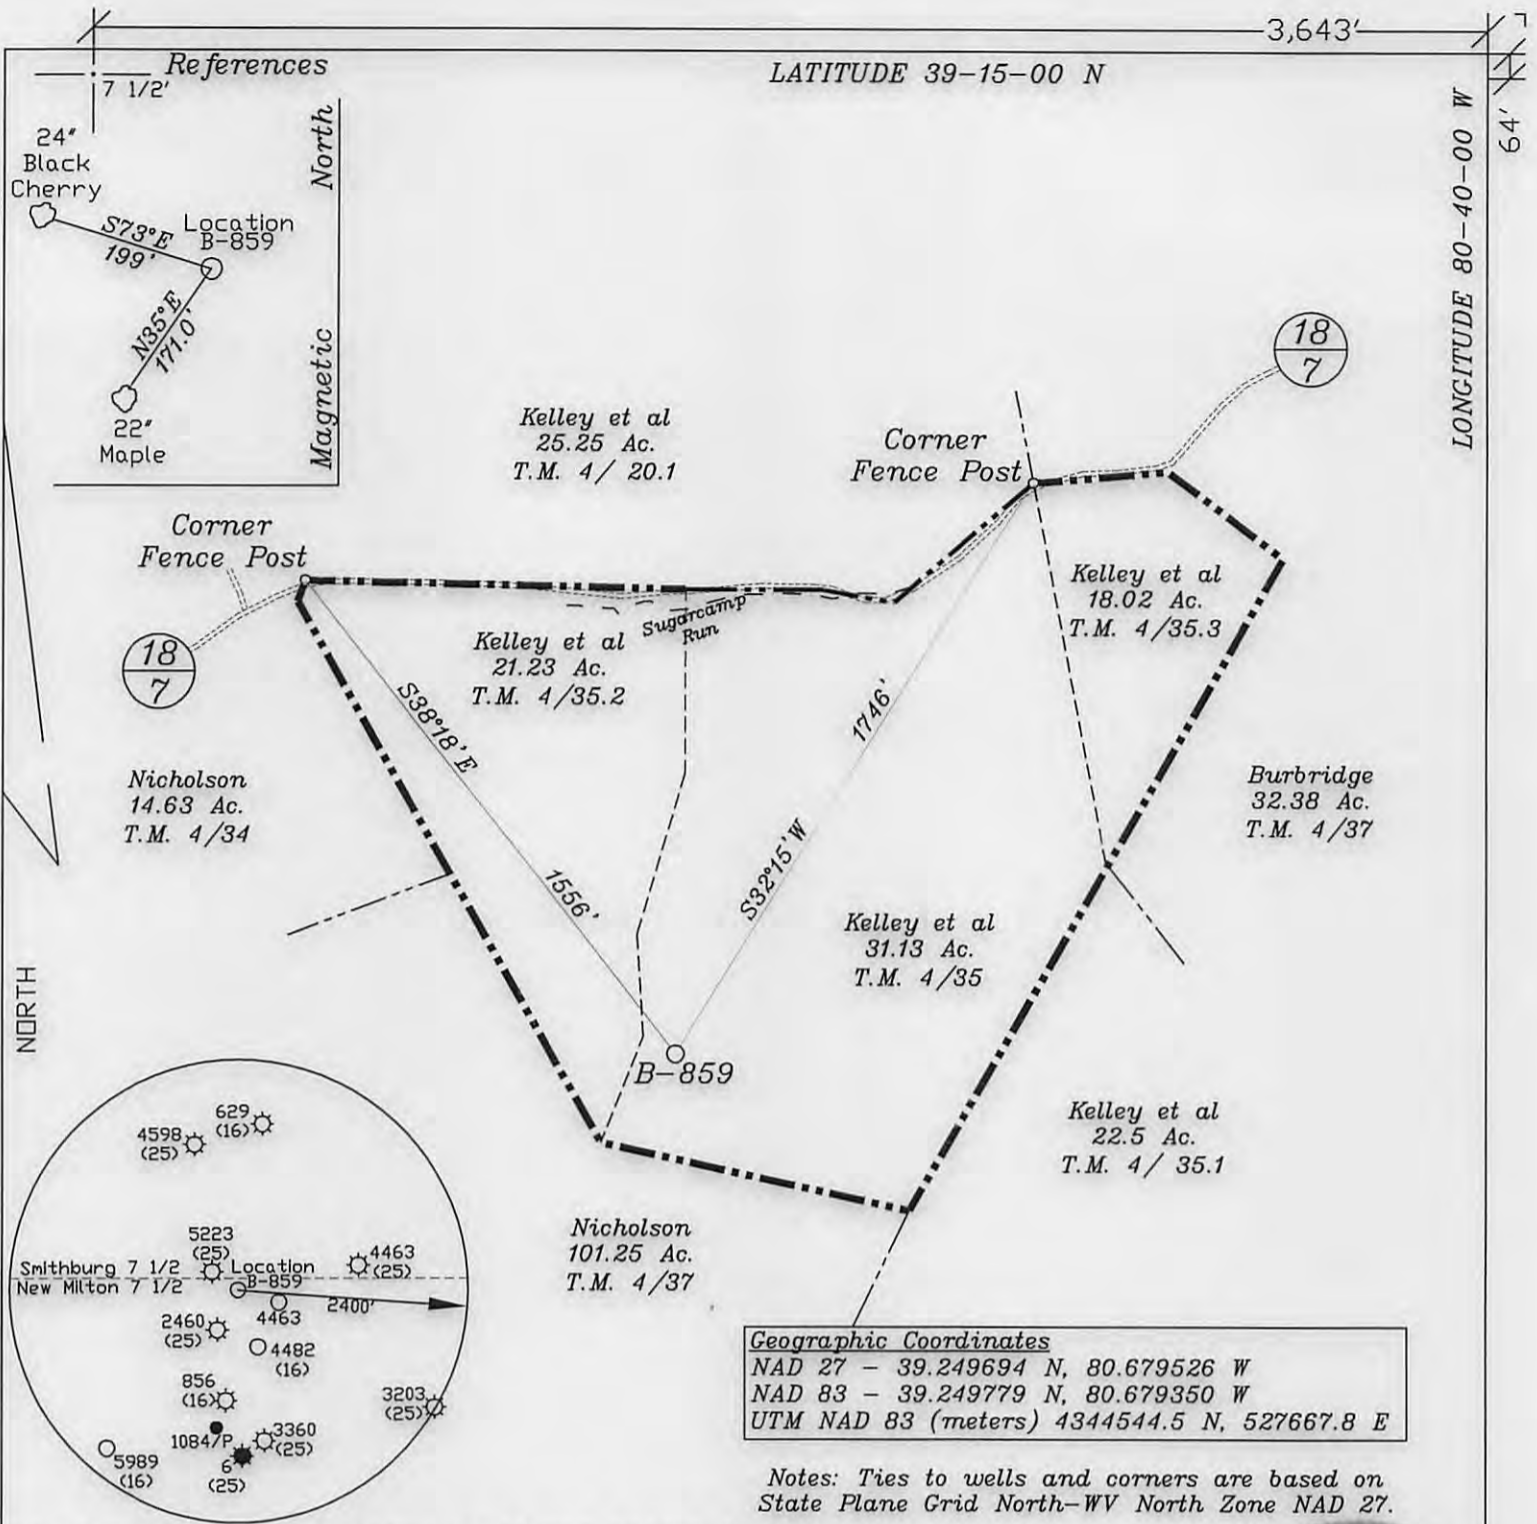 3,643'
References
LATITUDE 39-15-00 N
7 1/2'
64'
LONGITUDE 80-40-00 W
24"
Black
Cherry
North
S73°E
199'
Location
B-859
N35°E
171.0'
Magnetic
22"
Maple
18
7
Kelley et al
25.25 Ac.
T.M. 4/ 20.1
Corner
Fence Post
Corner
Fence Post
Kelley et al
18.02 Ac.
T.M. 4/35.3
Sugarcamp
Run
Kelley et al
21.23 Ac.
T.M. 4/35.2
18
7
S38°18'E
1746'
Nicholson
14.63 Ac.
T.M. 4/34
Burbridge
32.38 Ac.
T.M. 4/37
1556'
S32°15'W
Kelley et al
31.13 Ac.
T.M. 4/35
NORTH
B-859
Kelley et al
22.5 Ac.
T.M. 4/ 35.1
629
(16)
4598
(25)
5223
(25)
Smithburg 7 1/2
New Milton 7 1/2
Location
B-859
4463
(25)
2400'
4463
2460
(25)
4482
(16)
856
(16)
3203
(25)
1084/P
3360
(25)
6
(25)
5989
(16)
Nicholson
101.25 Ac.
T.M. 4/37
Geographic Coordinates
NAD 27 - 39.249694 N, 80.679526 W
NAD 83 - 39.249779 N, 80.679350 W
UTM NAD 83 (meters) 4344544.5 N, 527667.8 E
Notes: Ties to wells and corners are based on
State Plane Grid North-WV North Zone NAD 27.